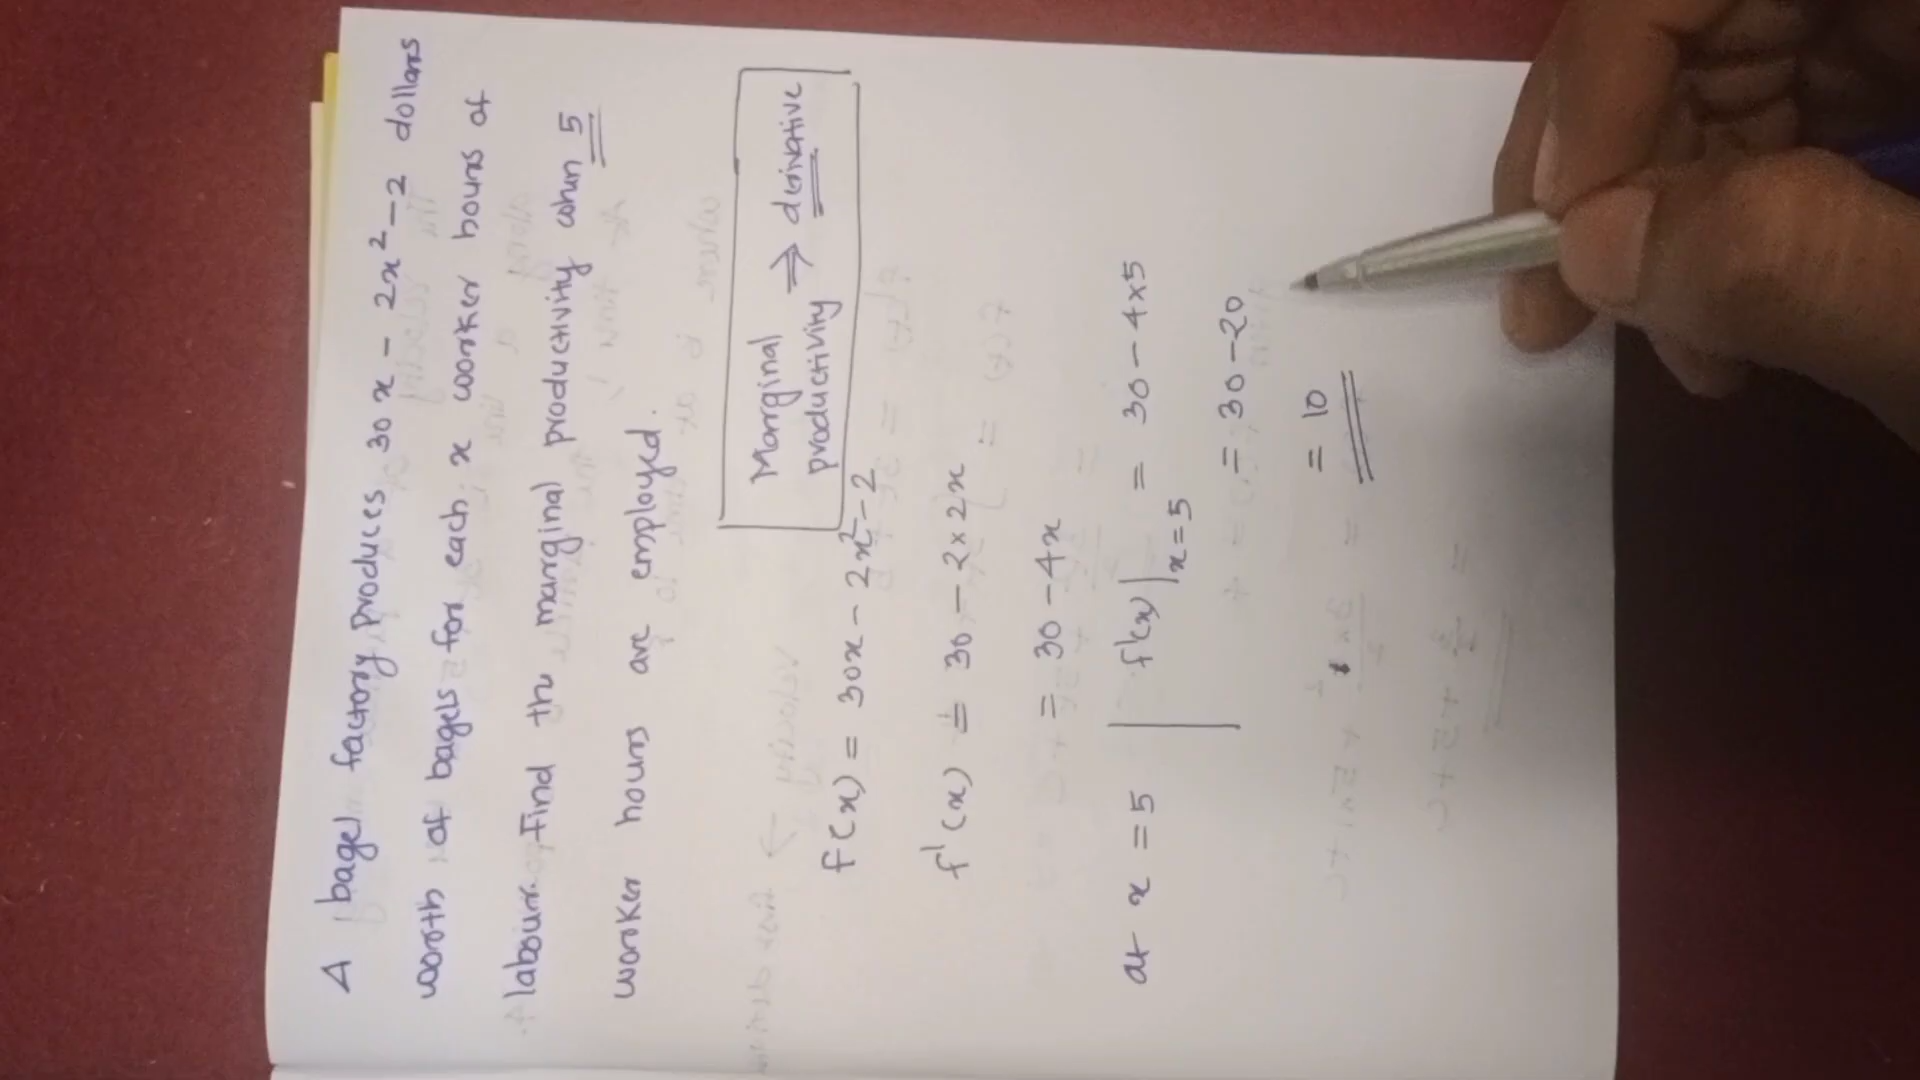 A bagel factory produces 30x - 2x² - 2 dollars
worth of bagels for each x worker hours of
labour. Find the marginal productivity when 5
worker hours are employed.
Marginal
productivity ⇒ derivative
f(x) = 30x - 2x² - 2
f'(x) = 30 - 2×2x
= 30 - 4x
at x = 5 | f'(x)|x=5 = 30 - 4×5
= 30 - 20
= 10